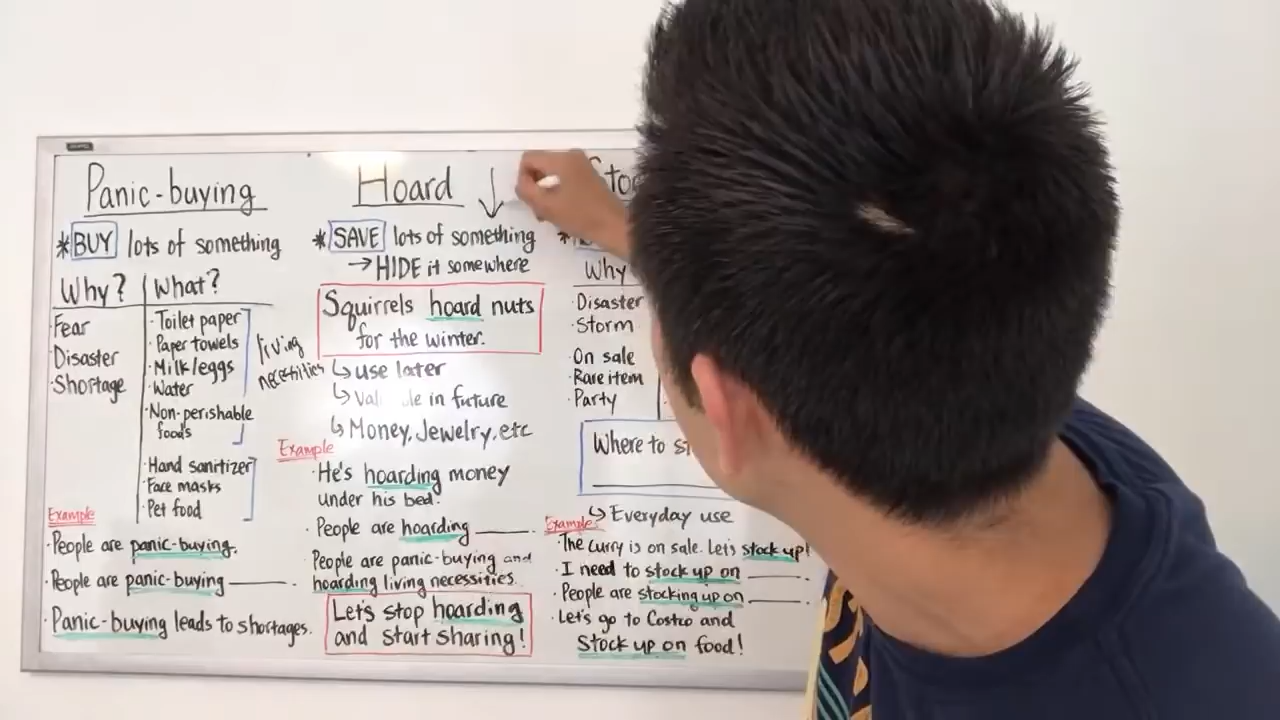 Panic-buying
*BUY lots of something
Why? What?
Fear
Disaster
Shortage
·Toilet paper
·Paper towels
·Milk/eggs
·Water
·Non-perishable
foods
living
necessities
·Hand sanitizer
·Face masks
·Pet food
Example
·People are panic-buying.
·People are panic-buying ______.
·Panic-buying leads to shortages.
Hoard ↓
*SAVE lots of something
→ HIDE it somewhere
Squirrels hoard nuts
for the winter.
↳ use later
↳ in future
↳ Money, Jewelry, etc
Example
·He's hoarding money
under his bed.
·People are hoarding ______.
·People are panic-buying and
hoarding living necessities.
Let's stop hoarding
and start sharing!
*
Why
·Disaster
·Storm
·On sale
·Rare item
·Party
Where to
↳ Everyday use
Example
·The curry is on sale. Let's stock up!
·I need to stock up on ______.
·People are stocking up on ______.
·Let's go to Costco and
stock up on food!